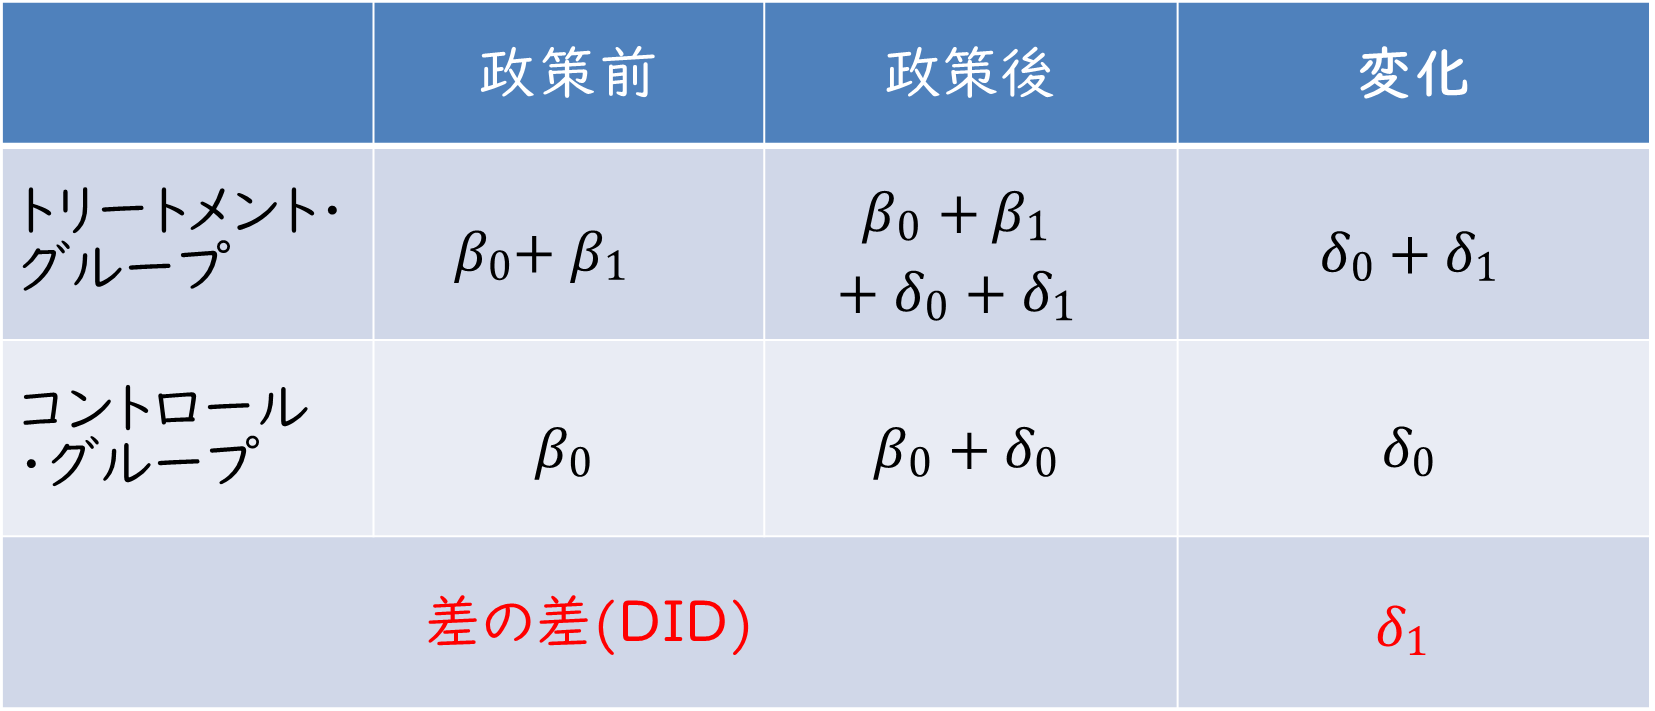 政策前 政策後 変化
トリートメント・
グループ
β₀+ β₁
β₀ + β₁
+ δ₀ + δ₁
δ₀ + δ₁
コントロール
・グループ
β₀
β₀ + δ₀
δ₀
差の差(DID)
δ₁